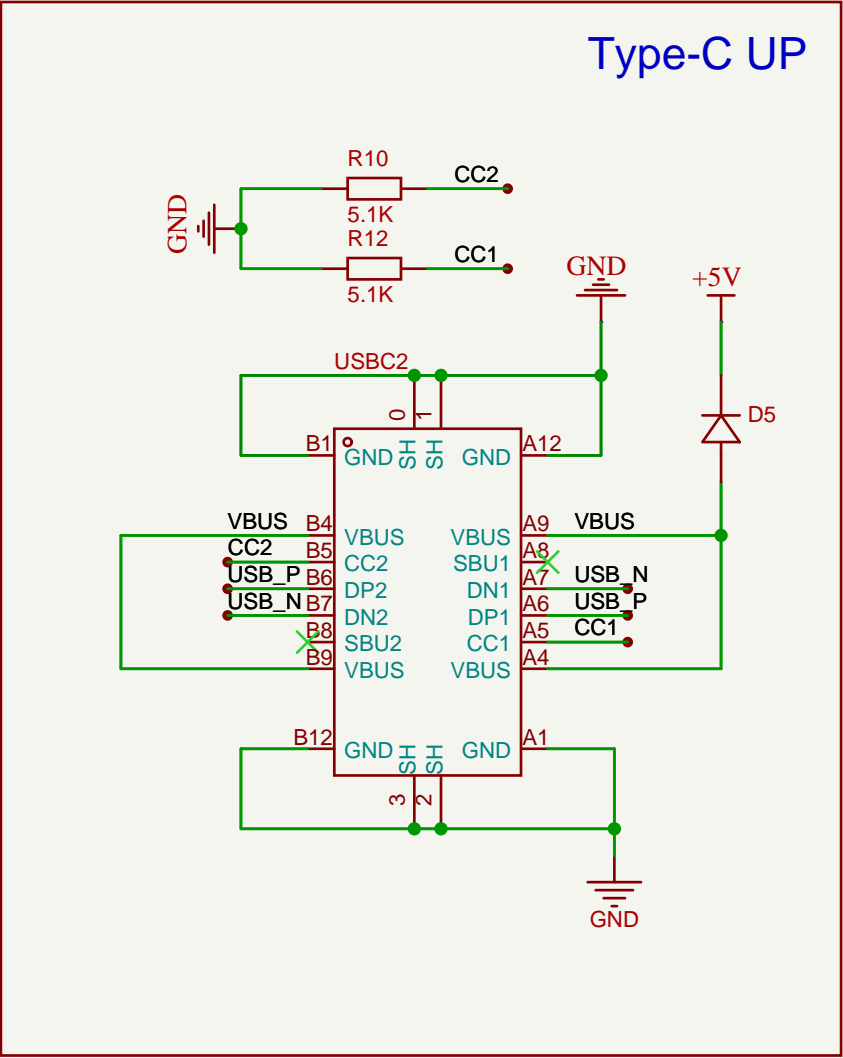 Type-C UP
R10
CC2
5.1K
GND
R12
CC1
5.1K
GND
+5V
USBC2
0
1
D5
B1
A12
GND
SH
SH
GND
VBUS
B4
A9
VBUS
VBUS
VBUS
CC2
B5
A8
CC2
SBU1
USB_P
B6
A7
USB_N
DP2
DN1
USB_N
B7
A6
USB_P
DN2
DP1
B8
A5
CC1
SBU2
CC1
B9
A4
VBUS
VBUS
B12
A1
GND
SH
SH
GND
3
2
GND